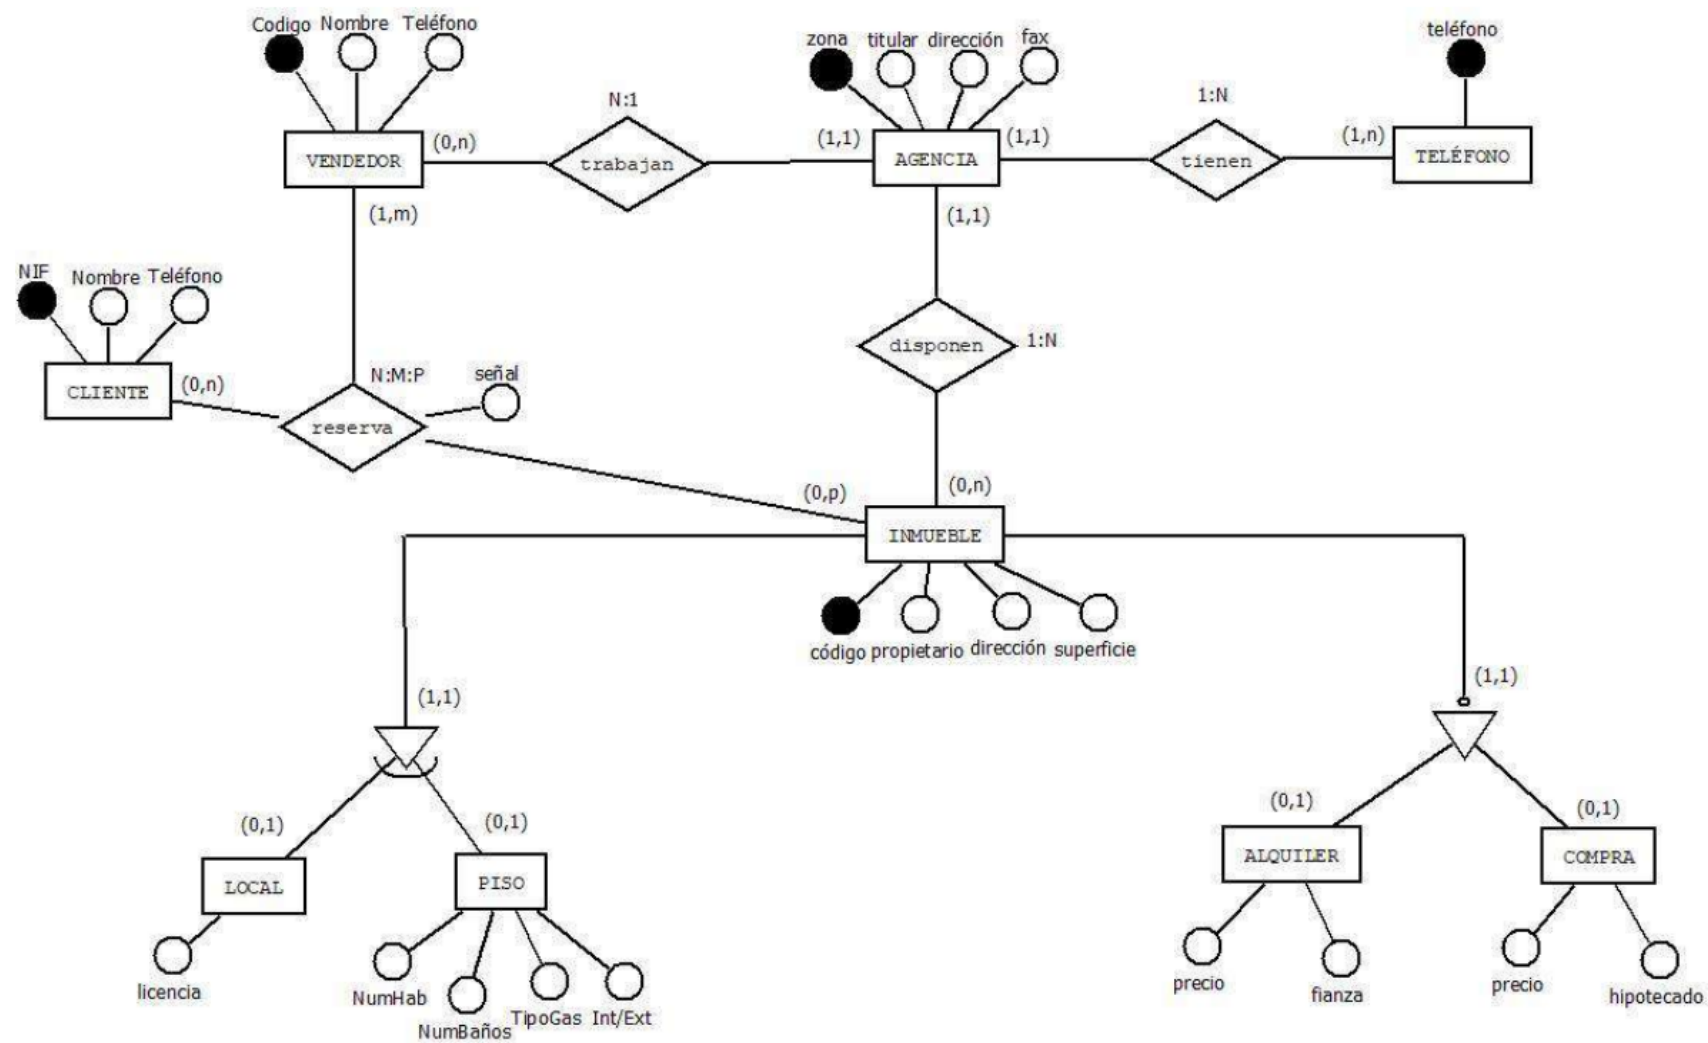 Codigo Nombre Teléfono
zona titular dirección fax
teléfono
N:1
1:N
(0,n)
(1,1)
(1,1)
(1,n)
VENDEDOR
trabajan
AGENCIA
tienen
TELÉFONO
(1,m)
(1,1)
NIF Nombre Teléfono
disponen
1:N
N:M:P
señal
CLIENTE
(0,n)
reserva
(0,p)
(0,n)
INMUEBLE
código propietario dirección superficie
(1,1)
(1,1)
(0,1)
(0,1)
(0,1)
(0,1)
LOCAL
PISO
ALQUILER
COMPRA
licencia
NumHab
NumBaños
TipoGas
Int/Ext
precio
fianza
precio
hipotecado